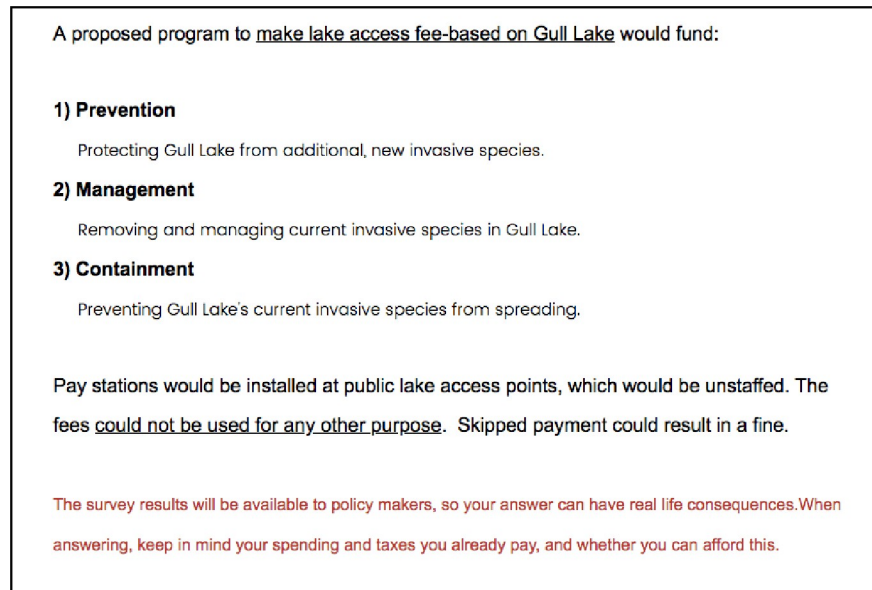 A proposed program to make lake access fee-based on Gull Lake would fund:
1) Prevention
Protecting Gull Lake from additional, new invasive species.
2) Management
Removing and managing current invasive species in Gull Lake.
3) Containment
Preventing Gull Lake's current invasive species from spreading.
Pay stations would be installed at public lake access points, which would be unstaffed. The
fees could not be used for any other purpose.  Skipped payment could result in a fine.
The survey results will be available to policy makers, so your answer can have real life consequences.When
answering, keep in mind your spending and taxes you already pay, and whether you can afford this.